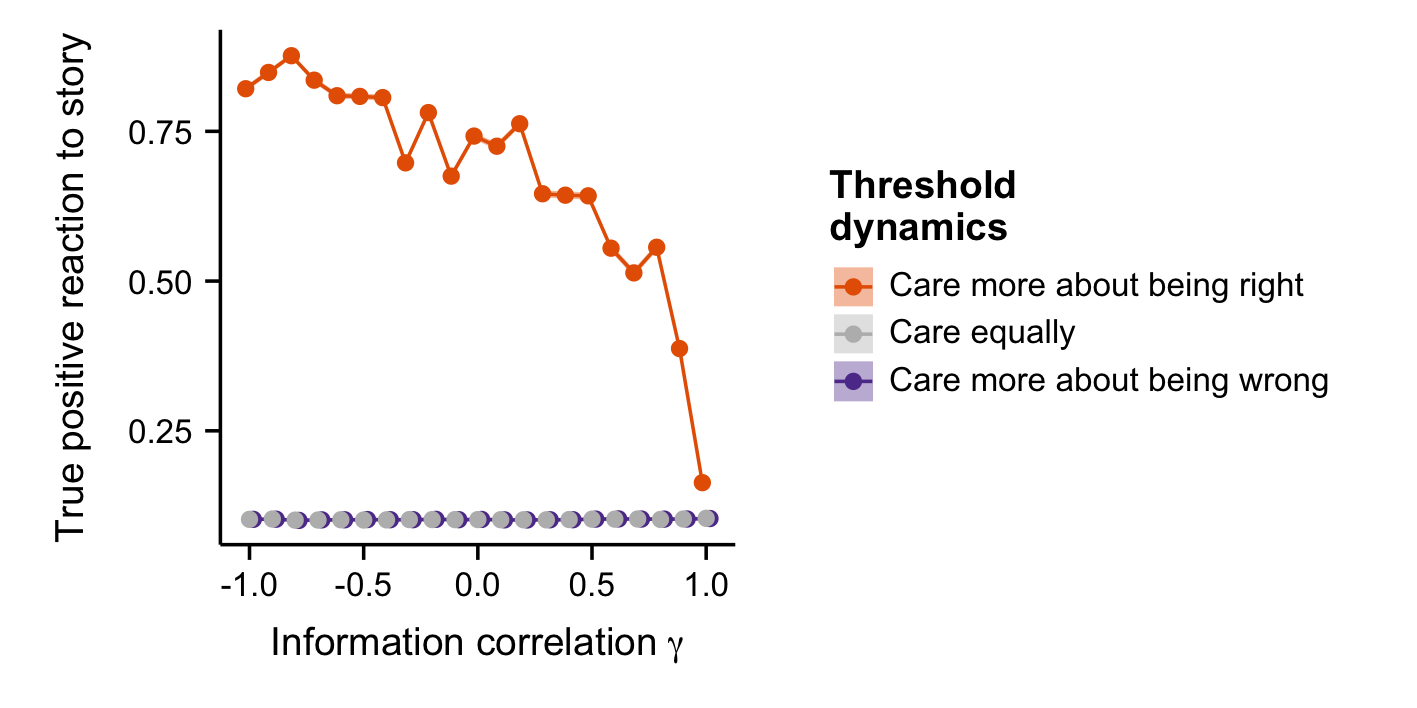 True positive reaction to story
0.75
0.50
0.25
-1.0 -0.5 0.0 0.5 1.0
Information correlation γ
Threshold
dynamics
Care more about being right
Care equally
Care more about being wrong